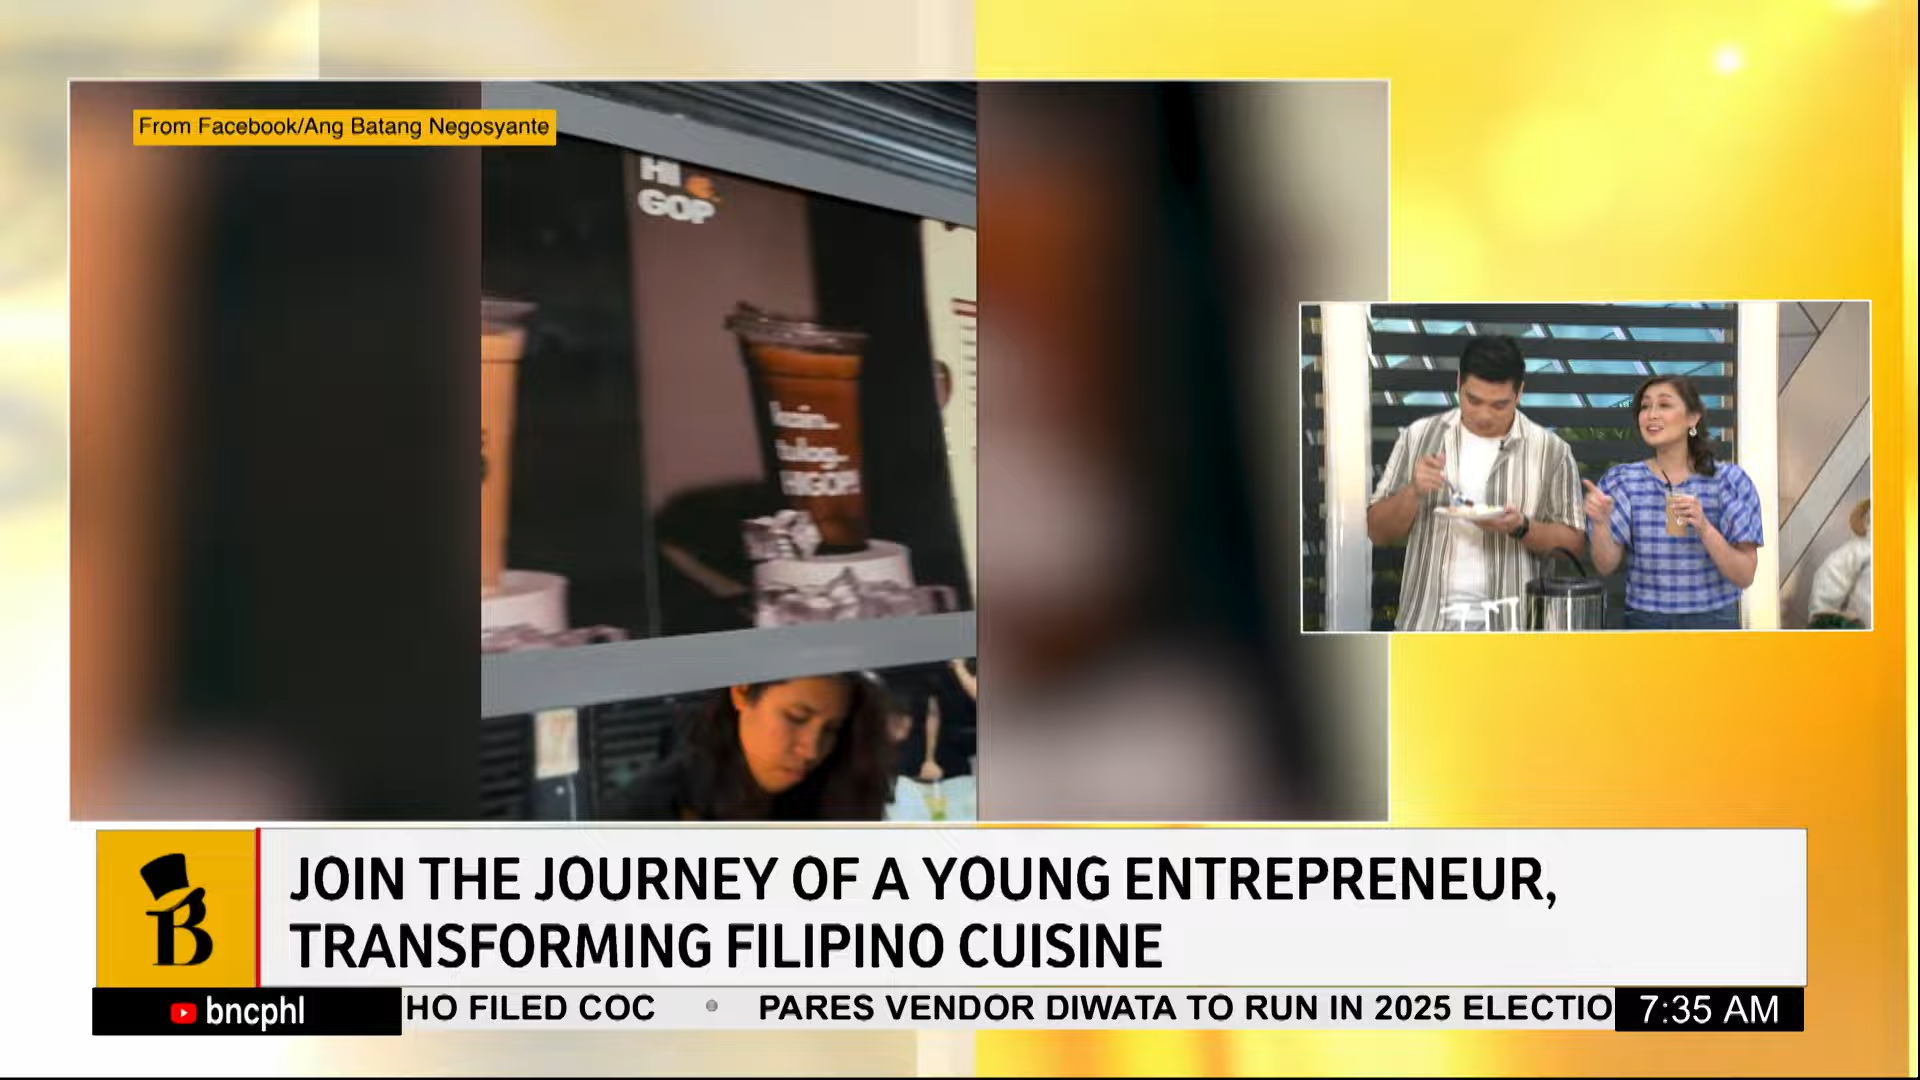 From Facebook/Ang Batang Negosyante
HI
GOP
kain..
tulog..
HIGOP!
B
JOIN THE JOURNEY OF A YOUNG ENTREPRENEUR,
TRANSFORMING FILIPINO CUISINE
bncphl
HO FILED COC • PARES VENDOR DIWATA TO RUN IN 2025 ELECTIO
7:35 AM